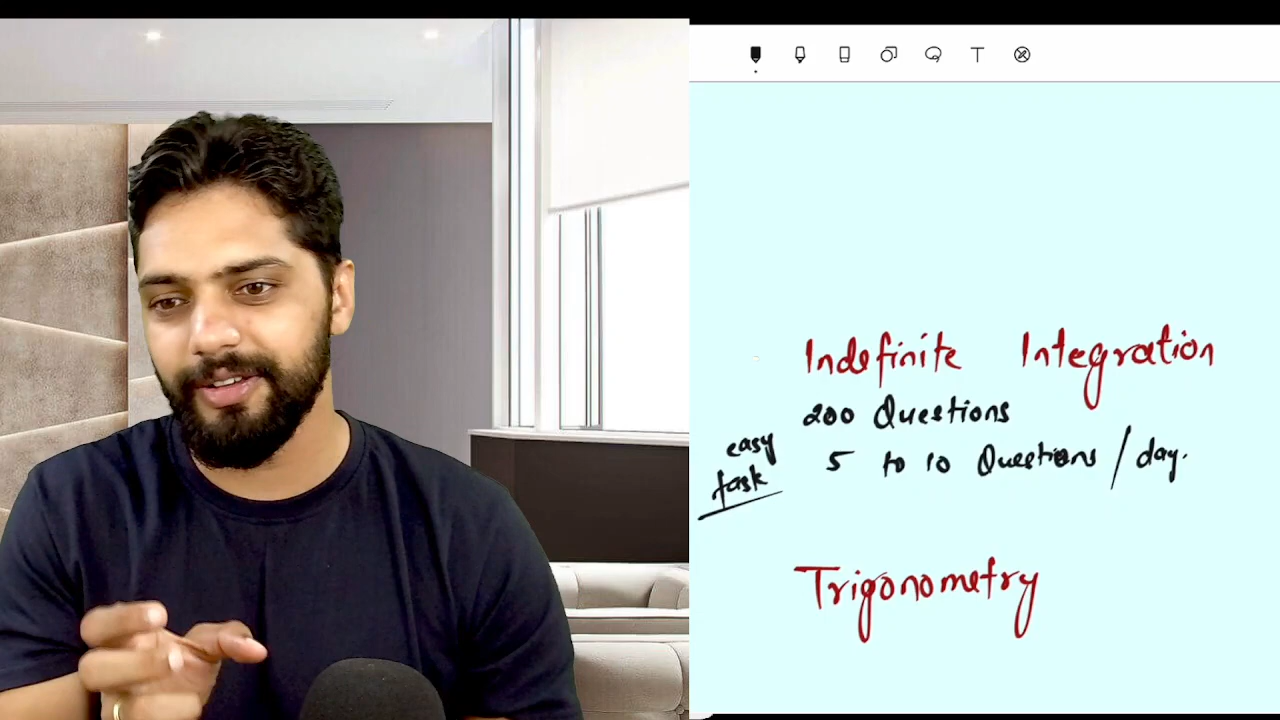 Indefinite Integration
200 Questions
easy task
5 to 10 Questions / day.
Trigonometry